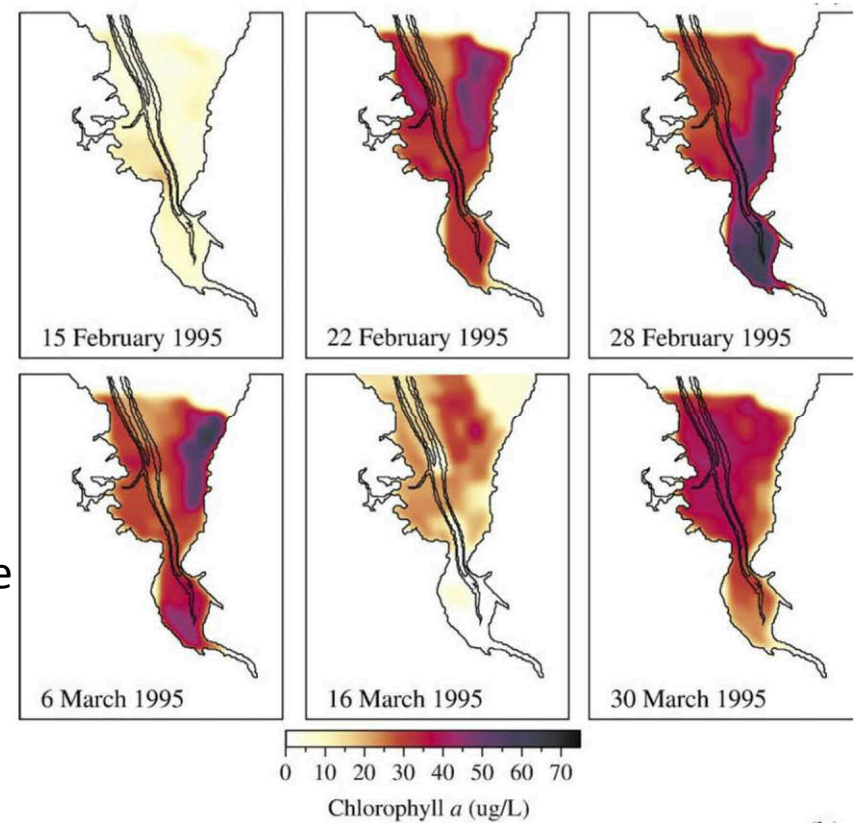 15 February 1995
22 February 1995
28 February 1995
e
6 March 1995
16 March 1995
30 March 1995
0 10 20 30 40 50 60 70
Chlorophyll a (ug/L)